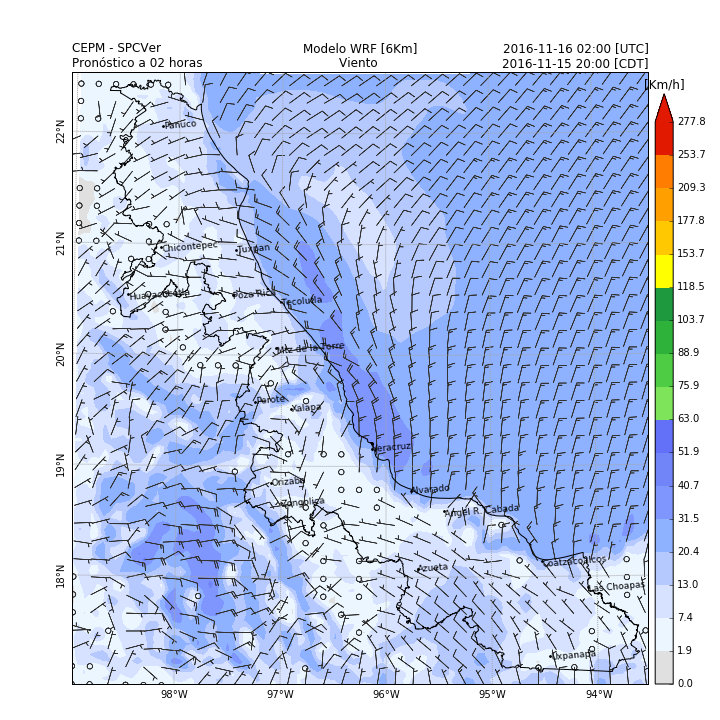 CEPM - SPCVer Modelo WRF [6Km] 2016-11-16 02:00 [UTC]
Pronóstico a 02 horas Viento 2016-11-15 20:00 [CDT]
[Km/h]
277.8
22°N
Panuco
253.7
209.3
177.8
21°N
Chicontepec
Tuxpan
153.7
118.5
Poza Rica
Tecolutla
103.7
20°N
Mtz de la Torre
88.9
75.9
Perote
Xalapa
63.0
Veracruz
51.9
19°N
Orizaba
Alvarado
40.7
Zongolica
Angel R. Cabada
31.5
20.4
18°N
Azueta
Coatzacoalcos
13.0
Las Choapas
7.4
Uxpanapa
1.9
0.0
98°W 97°W 96°W 95°W 94°W